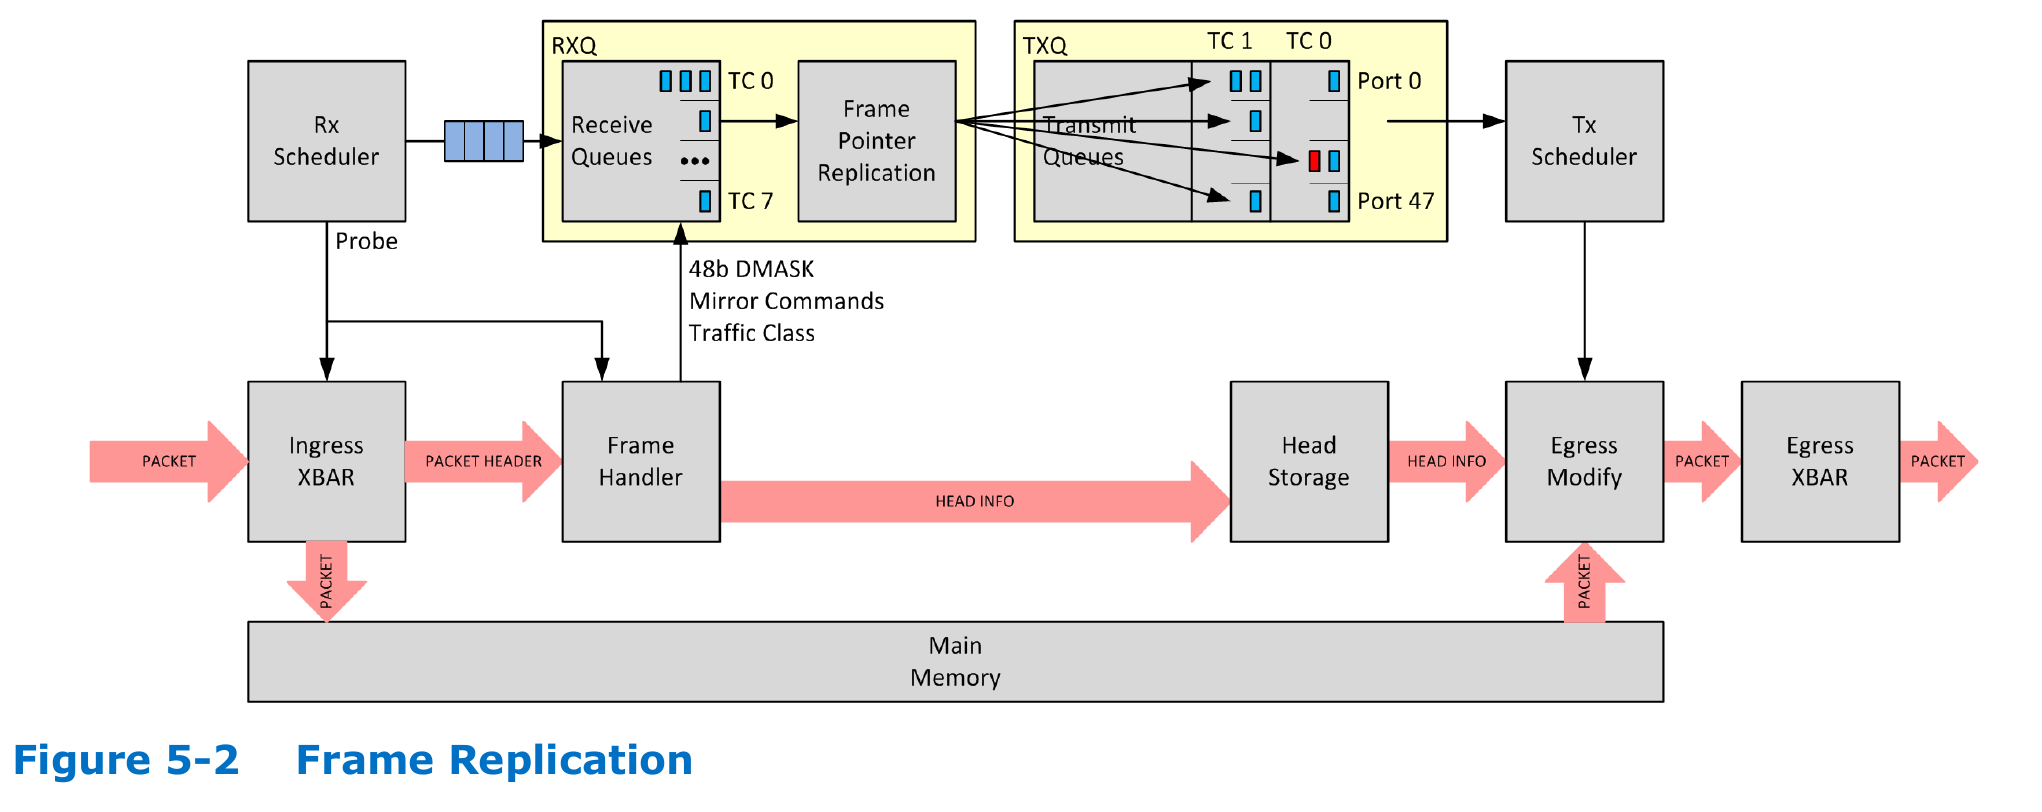 RXQ
TXQ
TC 1
TC 0
Rx
Scheduler
Receive
Queues
TC 0
•••
TC 7
Frame
Pointer
Replication
Transmit
Queues
Port 0
Port 47
Tx
Scheduler
Probe
48b DMASK
Mirror Commands
Traffic Class
PACKET
Ingress
XBAR
PACKET HEADER
Frame
Handler
HEAD INFO
Head
Storage
HEAD INFO
Egress
Modify
PACKET
Egress
XBAR
PACKET
PACKET
PACKET
Main
Memory
Figure 5-2 Frame Replication